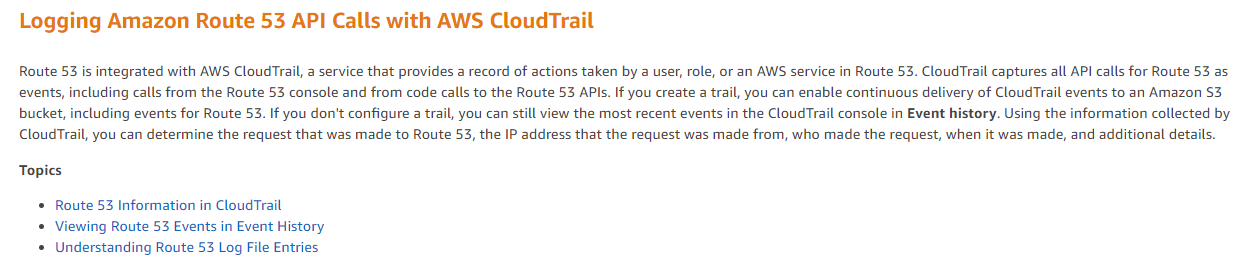 Logging Amazon Route 53 API Calls with AWS CloudTrail
Route 53 is integrated with AWS CloudTrail, a service that provides a record of actions taken by a user, role, or an AWS service in Route 53. CloudTrail captures all API calls for Route 53 as
events, including calls from the Route 53 console and from code calls to the Route 53 APIs. If you create a trail, you can enable continuous delivery of CloudTrail events to an Amazon S3
bucket, including events for Route 53. If you don't configure a trail, you can still view the most recent events in the CloudTrail console in Event history. Using the information collected by
CloudTrail, you can determine the request that was made to Route 53, the IP address that the request was made from, who made the request, when it was made, and additional details.
Topics
• Route 53 Information in CloudTrail
• Viewing Route 53 Events in Event History
• Understanding Route 53 Log File Entries